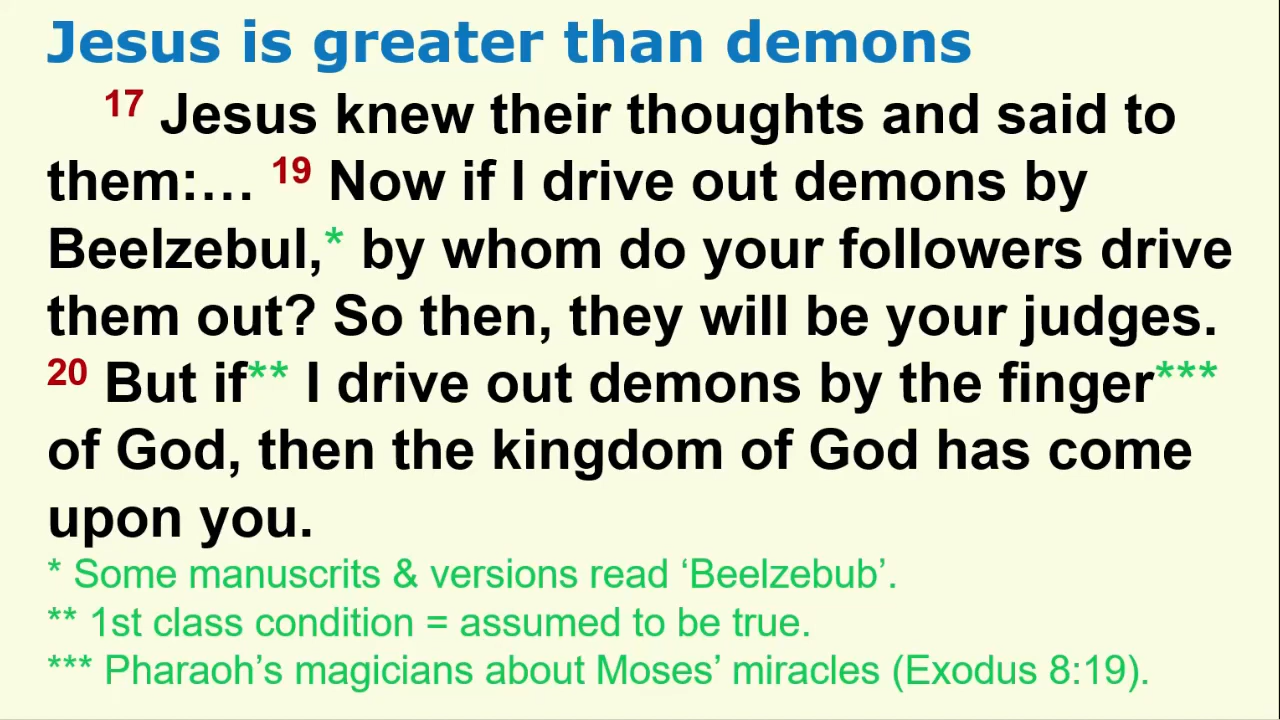 Jesus is greater than demons
17 Jesus knew their thoughts and said to
them:… 19 Now if I drive out demons by
Beelzebul,* by whom do your followers drive
them out? So then, they will be your judges.
20 But if** I drive out demons by the finger***
of God, then the kingdom of God has come
upon you.
* Some manuscrits & versions read ‘Beelzebub’.
** 1st class condition = assumed to be true.
*** Pharaoh’s magicians about Moses’ miracles (Exodus 8:19).